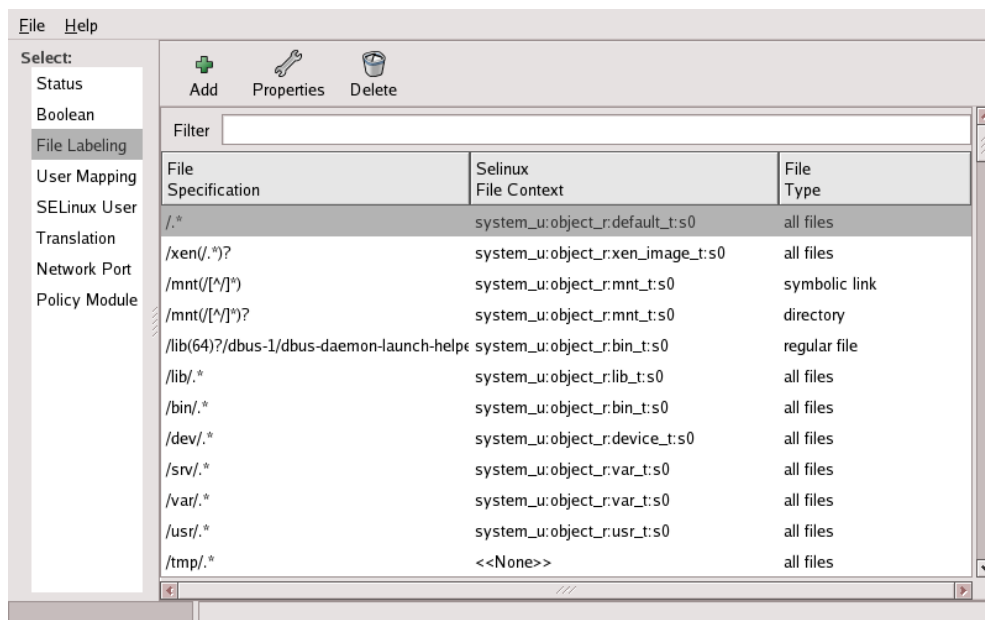 File Help
Select:
Status
Boolean
File Labeling
User Mapping
SELinux User
Translation
Network Port
Policy Module
Add Properties Delete
Filter
File Specification Selinux File Context File Type
/.* system_u:object_r:default_t:s0 all files
/xen(/.*)? system_u:object_r:xen_image_t:s0 all files
/mnt(/[^/]*) system_u:object_r:mnt_t:s0 symbolic link
/mnt(/[^/]*)? system_u:object_r:mnt_t:s0 directory
/lib(64)?/dbus-1/dbus-daemon-launch-helpe system_u:object_r:bin_t:s0 regular file
/lib/.* system_u:object_r:lib_t:s0 all files
/bin/.* system_u:object_r:bin_t:s0 all files
/dev/.* system_u:object_r:device_t:s0 all files
/srv/.* system_u:object_r:var_t:s0 all files
/var/.* system_u:object_r:var_t:s0 all files
/usr/.* system_u:object_r:usr_t:s0 all files
/tmp/.* <<None>> all files